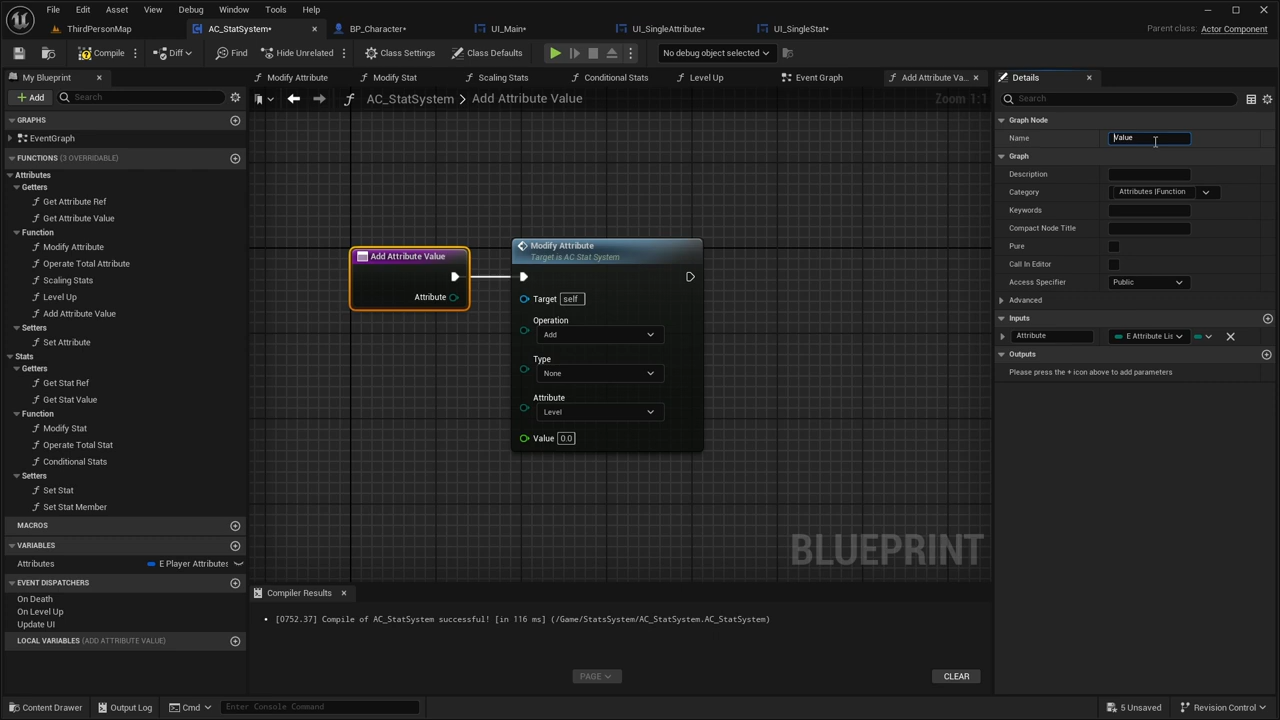 File Edit Asset View Debug Window Tools Help
ThirdPersonMap AC_StatSystem* BP_Character* UI_Main* UI_SingleAttribute* UI_SingleStat* Parent class: Actor Component
Compile Diff Find Hide Unrelated Class Settings Class Defaults No debug object selected
My Blueprint Modify Attribute Modify Stat Scaling Stats Conditional Stats Level Up Event Graph Add Attribute Va... Details
Add Search AC_StatSystem > Add Attribute Value Zoom 1:1 Search
GRAPHS
EventGraph
FUNCTIONS (3 OVERRIDABLE)
Attributes
Getters
Get Attribute Ref
Get Attribute Value
Function
Modify Attribute
Operate Total Attribute
Scaling Stats
Level Up
Add Attribute Value
Setters
Set Attribute
Stats
Getters
Get Stat Ref
Get Stat Value
Function
Modify Stat
Operate Total Stat
Conditional Stats
Setters
Set Stat
Set Stat Member
MACROS
VARIABLES
Attributes E Player Attributes
EVENT DISPATCHERS
On Death
On Level Up
Update UI
LOCAL VARIABLES (ADD ATTRIBUTE VALUE)
Add Attribute Value
Attribute
Modify Attribute
Target is AC Stat System
Target self
Operation
Add
Type
None
Attribute
Level
Value 0.0
BLUEPRINT
Compiler Results
[0752.37] Compile of AC_StatSystem successful! [in 116 ms] (/Game/StatsSystem/AC_StatSystem.AC_StatSystem)
PAGE CLEAR
Graph Node
Name Value
Graph
Description
Category Attributes |Function
Keywords
Compact Node Title
Pure
Call In Editor
Access Specifier Public
Advanced
Inputs
Attribute E Attribute Lis
Outputs
Please press the + icon above to add parameters
Content Drawer Output Log Cmd Enter Console Command 5 Unsaved Revision Control